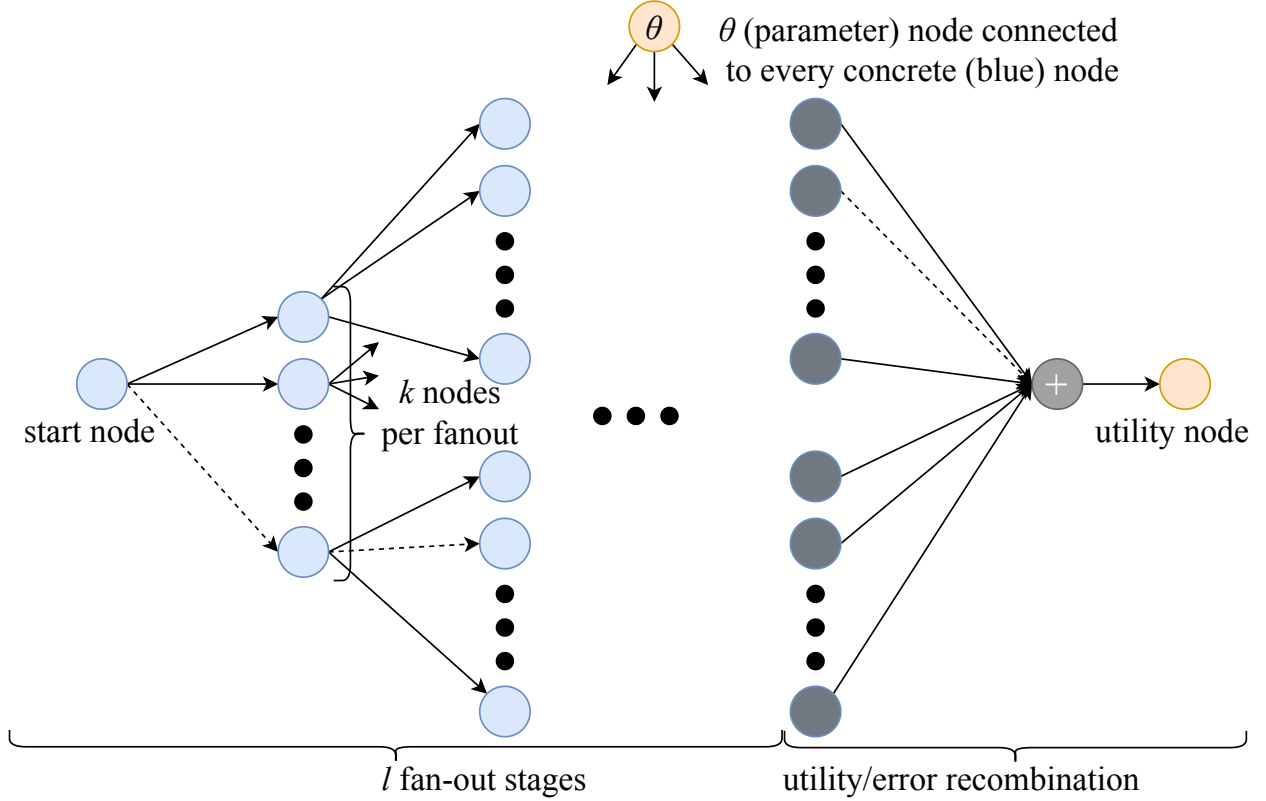 θ
θ (parameter) node connected
to every concrete (blue) node
k nodes
per fanout
start node
+
utility node
l fan-out stages
utility/error recombination